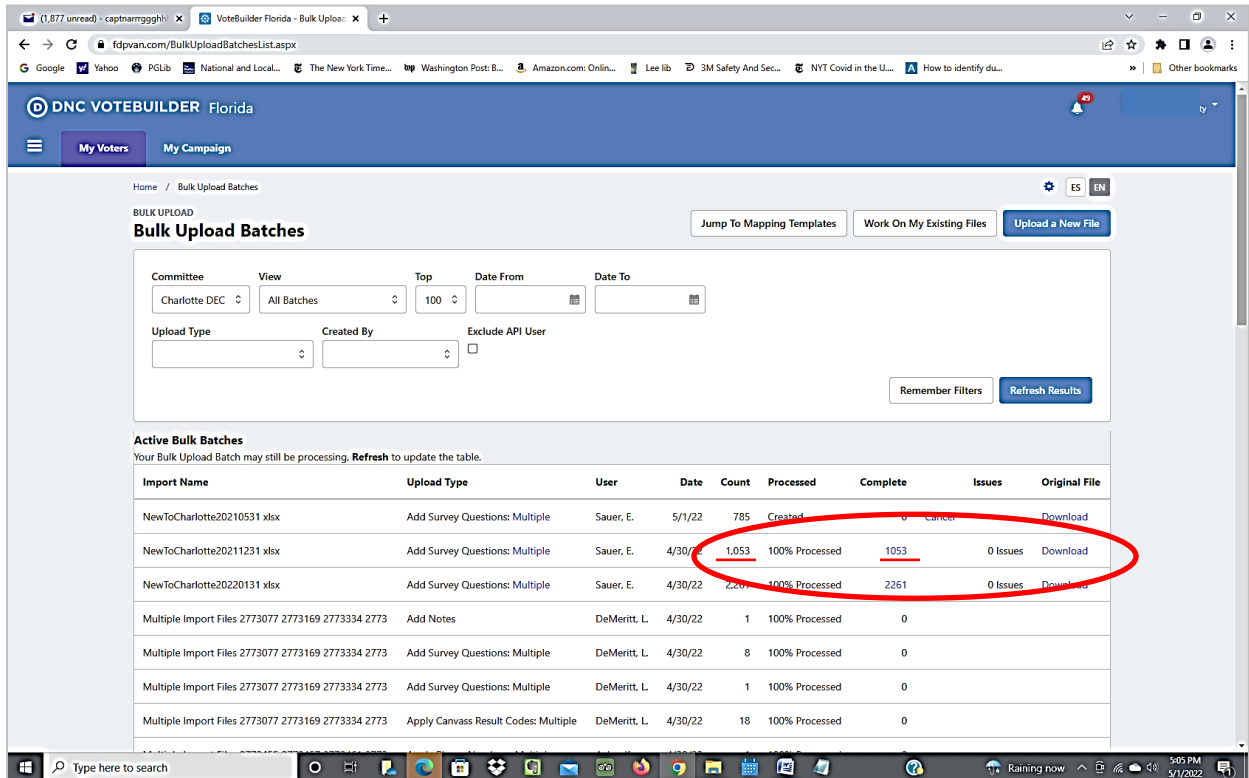 (1,877 unread) - captnarrrggghh
VoteBuilder Florida - Bulk Upload
fdpvan.com/BulkUploadBatchesList.aspx
Google Yahoo PGLib National and Local... The New York Time... Washington Post: B... Amazon.com: Onlin... Lee lib 3M Safety And Sec... NYT Covid in the U.... How to identify du... » Other bookmarks
DNC VOTEBUILDER Florida
49
ty
My Voters My Campaign
Home / Bulk Upload Batches
ES EN
BULK UPLOAD
Bulk Upload Batches
Jump To Mapping Templates Work On My Existing Files Upload a New File
Committee View Top Date From Date To
Charlotte DEC All Batches 100
Upload Type Created By Exclude API User
Remember Filters Refresh Results
Active Bulk Batches
Your Bulk Upload Batch may still be processing, Refresh to update the table.
Import Name Upload Type User Date Count Processed Complete Issues Original File
NewToCharlotte20210531 xlsx Add Survey Questions: Multiple Sauer, E. 5/1/22 785 Created 0 Cancel Download
NewToCharlotte20211231 xlsx Add Survey Questions: Multiple Sauer, E. 4/30/22 1,053 100% Processed 1053 0 Issues Download
NewToCharlotte20220131 xlsx Add Survey Questions: Multiple Sauer, E. 4/30/22 2,261 100% Processed 2261 0 Issues Download
Multiple Import Files 2773077 2773169 2773334 2773 Add Notes DeMeritt, L. 4/30/22 1 100% Processed 0
Multiple Import Files 2773077 2773169 2773334 2773 Add Survey Questions: Multiple DeMeritt, L. 4/30/22 8 100% Processed 0
Multiple Import Files 2773077 2773169 2773334 2773 Add Survey Questions: Multiple DeMeritt, L. 4/30/22 1 100% Processed 0
Multiple Import Files 2773077 2773169 2773334 2773 Apply Canvass Result Codes: Multiple DeMeritt, L. 4/30/22 18 100% Processed 0
Type here to search
Raining now
5:05 PM
5/1/2022